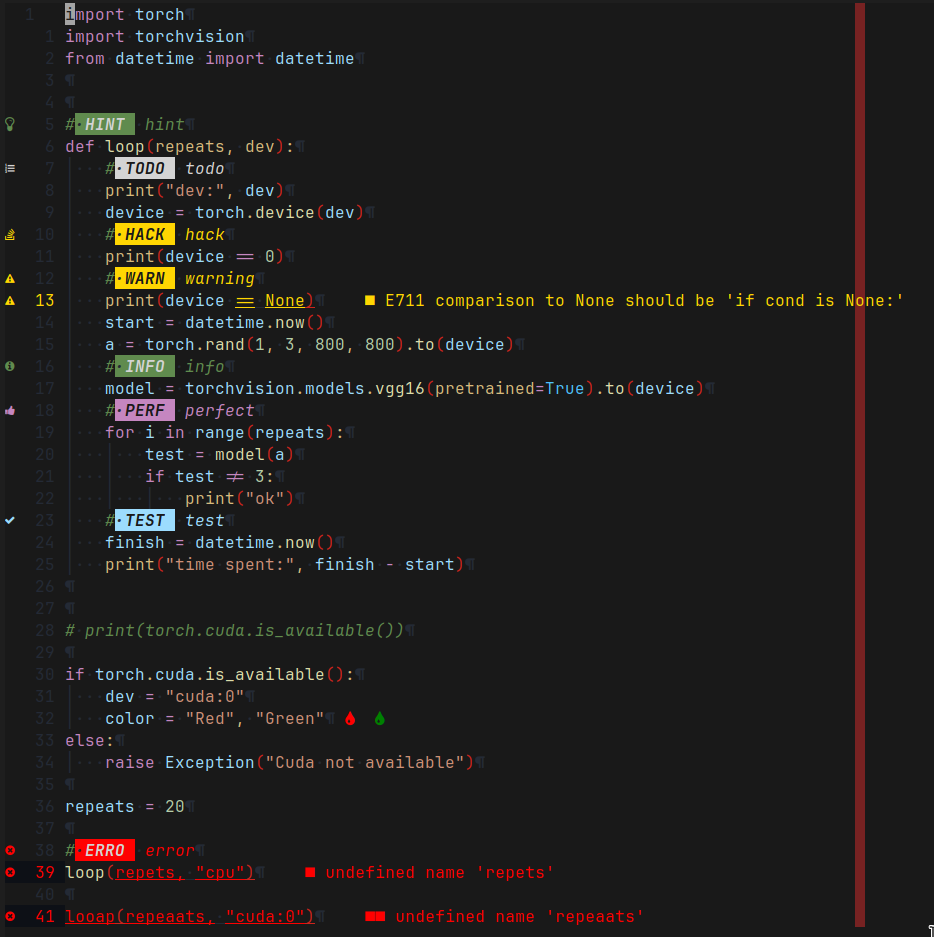 1 import torch¶
1 import torchvision¶
2 from datetime import datetime¶
3 ¶
4 ¶
5 # HINT hint¶
6 def loop(repeats, dev):¶
7 # TODO todo¶
8 print("dev:", dev)¶
9 device = torch.device(dev)¶
10 # HACK hack¶
11 print(device == 0)¶
12 # WARN warning¶
13 print(device == None)¶ ■ E711 comparison to None should be 'if cond is None:'
14 start = datetime.now()¶
15 a = torch.rand(1, 3, 800, 800).to(device)¶
16 # INFO info¶
17 model = torchvision.models.vgg16(pretrained=True).to(device)¶
18 # PERF perfect¶
19 for i in range(repeats):¶
20 test = model(a)¶
21 if test != 3:¶
22 print("ok")¶
23 # TEST test¶
24 finish = datetime.now()¶
25 print("time spent:", finish - start)¶
26 ¶
27 ¶
28 # print(torch.cuda.is_available())¶
29 ¶
30 if torch.cuda.is_available():¶
31 dev = "cuda:0"¶
32 color = "Red", "Green"¶
33 else:¶
34 raise Exception("Cuda not available")¶
35 ¶
36 repeats = 20¶
37 ¶
38 # ERRO error¶
39 loop(repets, "cpu")¶ ■ undefined name 'repets'
40 ¶
41 looap(repeaats, "cuda:0")¶ ■■ undefined name 'repeaats'